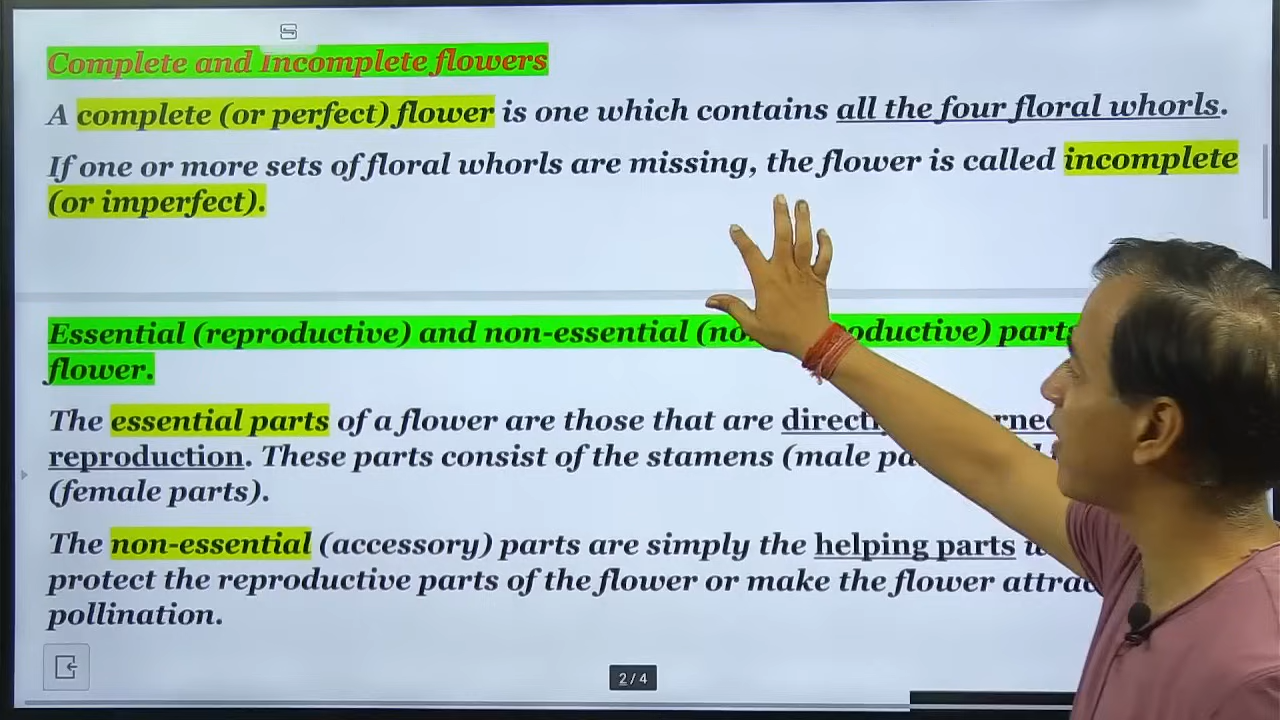 Complete and Incomplete flowers
A complete (or perfect) flower is one which contains all the four floral whorls.
If one or more sets of floral whorls are missing, the flower is called incomplete
(or imperfect).
Essential (reproductive) and non-essential (no oductive) parts
flower.
The essential parts of a flower are those that are
reproduction. These parts consist of the stamens (male
(female parts).
The non-essential (accessory) parts are simply the helping parts
protect the reproductive parts of the flower or make the flower
pollination.
2 / 4